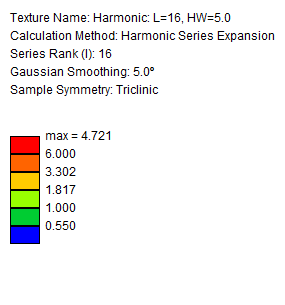 Texture Name: Harmonic: L=16, HW=5.0
Calculation Method: Harmonic Series Expansion
Series Rank (l): 16
Gaussian Smoothing: 5.0°
Sample Symmetry: Triclinic
max = 4.721
6.000
3.302
1.817
1.000
0.550